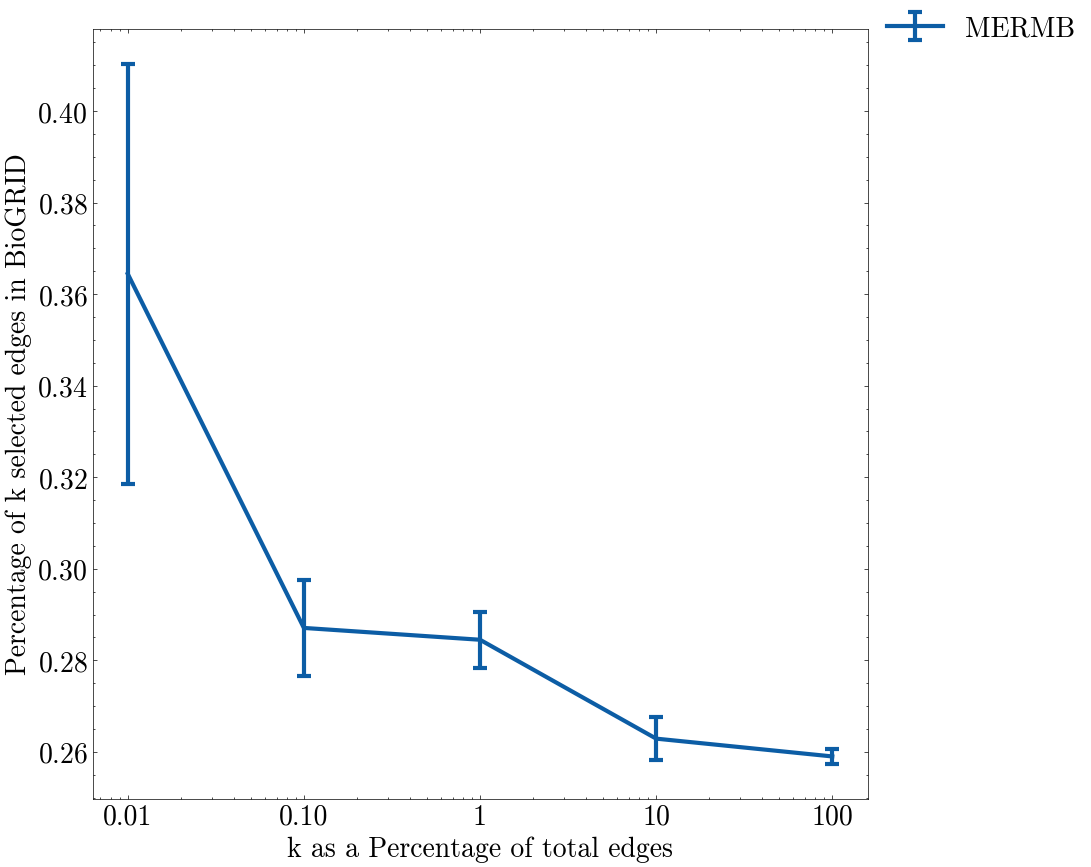 MERMB
Percentage of k selected edges in BioGRID
0.40
0.38
0.36
0.34
0.32
0.30
0.28
0.26
0.01 0.10 1 10 100
k as a Percentage of total edges